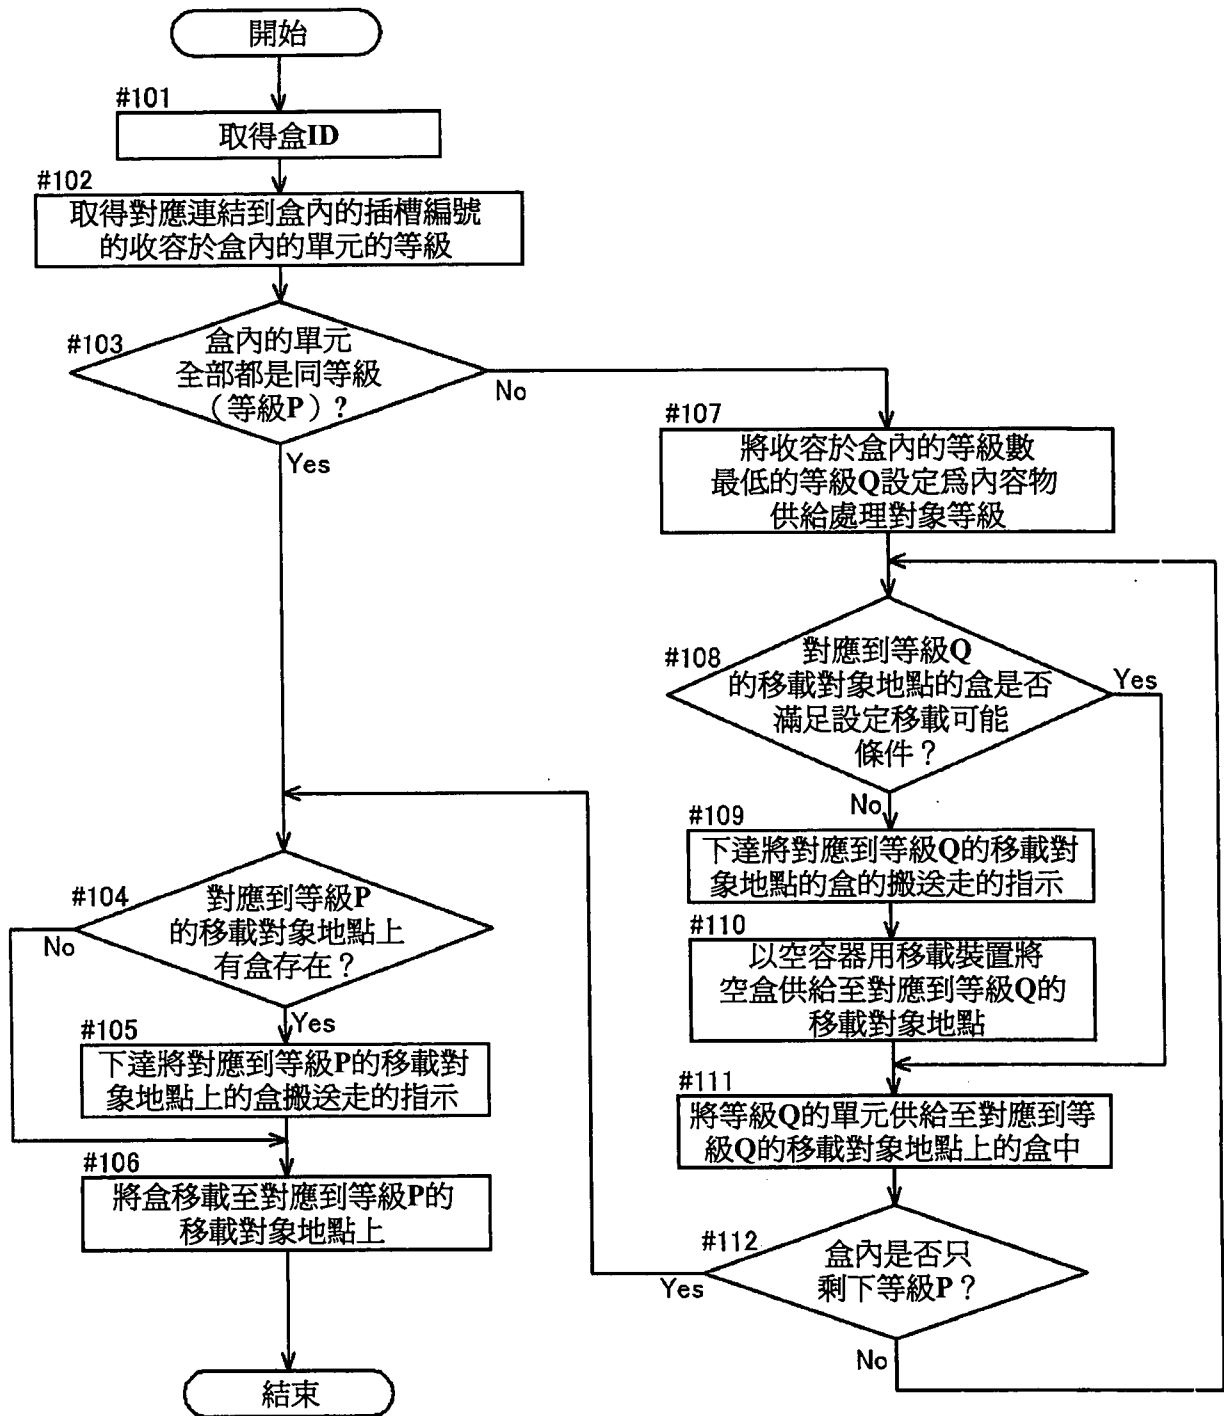 開始
#101
取得盒ID
#102
取得對應連結到盒內的插槽編號
的收容於盒內的單元的等級
#103
盒內的單元
全部都是同等級
(等級P)?
No
Yes
#107
將收容於盒內的等級數
最低的等級Q設定爲內容物
供給處理對象等級
#108
對應到等級Q
的移載對象地點的盒是否
滿足設定移載可能
條件?
Yes
No
#109
下達將對應到等級Q的移載對
象地點的盒的搬送走的指示
#110
以空容器用移載裝置將
空盒供給至對應到等級Q的
移載對象地點
#111
將等級Q的單元供給至對應到等
級Q的移載對象地點上的盒中
#112
盒內是否只
剩下等級P?
Yes
No
#104
對應到等級P
的移載對象地點上
有盒存在?
No
Yes
#105
下達將對應到等級P的移載對
象地點上的盒搬送走的指示
#106
將盒移載至對應到等級P的
移載對象地點上
結束